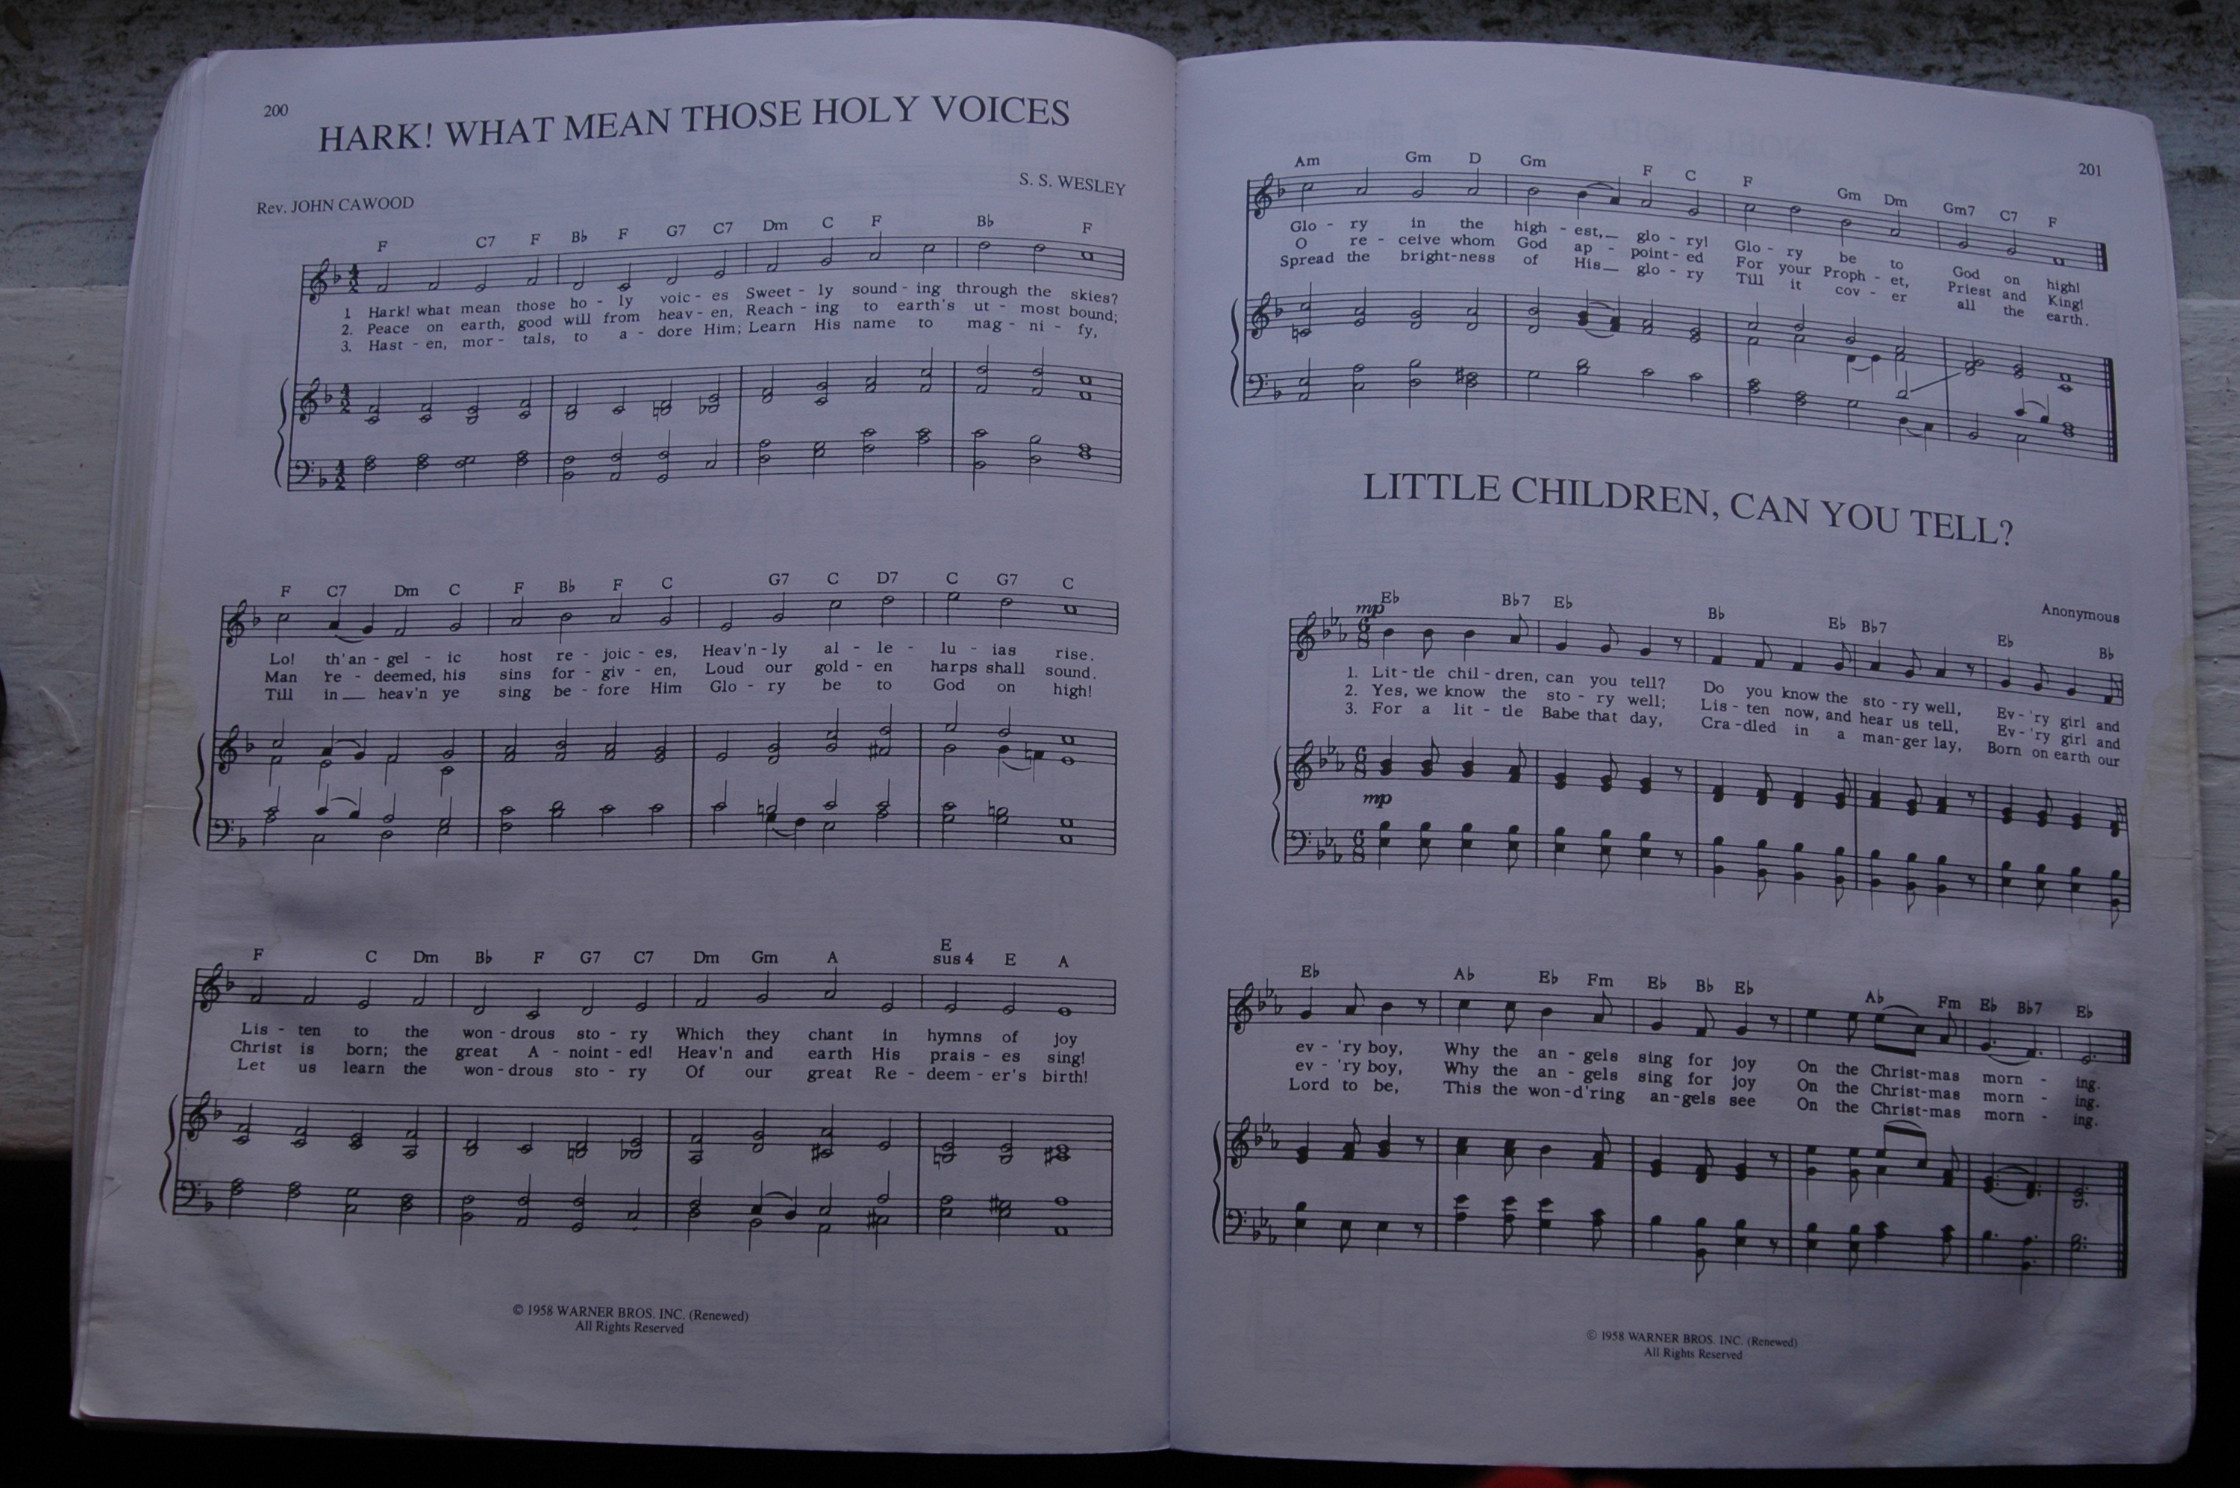 200
HARK! WHAT MEAN THOSE HOLY VOICES
S. S. WESLEY
Rev. JOHN CAWOOD
F C7 F B♭ F G7 C7 Dm C F B♭ F
1 Hark! what mean those ho - ly voic - es Sweet - ly sound - ing through the skies?
2. Peace on earth, good will from heav - en, Reach - ing to earth's ut - most bound;
3. Hast - en, mor - tals, to a - dore Him; Learn His name to mag - ni - fy,
F C7 Dm C F B♭ F C G7 C D7 C G7 C
Lo! th'an - gel - ic host re - joic - es, Heav'n - ly al - le - lu - ias rise.
Man re - deemed, his sins for - giv - en, Loud our gold - en harps shall sound.
Till in heav'n ye sing be - fore Him Glo - ry be to God on high!
F C Dm B♭ F G7 C7 Dm Gm A E sus4 E A
Lis - ten to the won - drous sto - ry Which they chant in hymns of joy
Christ is born; the great A - noint - ed! Heav'n and earth His prais - es sing!
Let us learn the won - drous sto - ry Of our great Re - deem - er's birth!
© 1958 WARNER BROS. INC. (Renewed)
All Rights Reserved
201
Am Gm D Gm F C F Gm Dm Gm7 C7 F
Glo - ry in the high - est, glo - ry! Glo - ry be to God on high!
O re - ceive whom God ap - point - ed For your Proph - et, Priest and King!
Spread the bright - ness of His glo - ry Till it cov - er all the earth.
LITTLE CHILDREN, CAN YOU TELL?
Anonymous
E♭ B♭7 E♭ B♭ E♭ B♭7 E♭ B♭
mp
1. Lit - tle chil - dren, can you tell? Do you know the sto - ry well, Ev - 'ry girl and
2. Yes, we know the sto - ry well; Lis - ten now, and hear us tell, Ev - 'ry girl and
3. For a lit - tle Babe that day, Cra - dled in a man - ger lay, Born on earth our
mp
E♭ A♭ E♭ Fm E♭ B♭ E♭ A♭ Fm E♭ B♭7 E♭
ev - 'ry boy, Why the an - gels sing for joy On the Christ - mas morn - ing.
ev - 'ry boy, Why the an - gels sing for joy On the Christ - mas morn - ing.
Lord to be, This the won - d'ring an - gels see On the Christ - mas morn - ing.
© 1958 WARNER BROS. INC. (Renewed)
All Rights Reserved